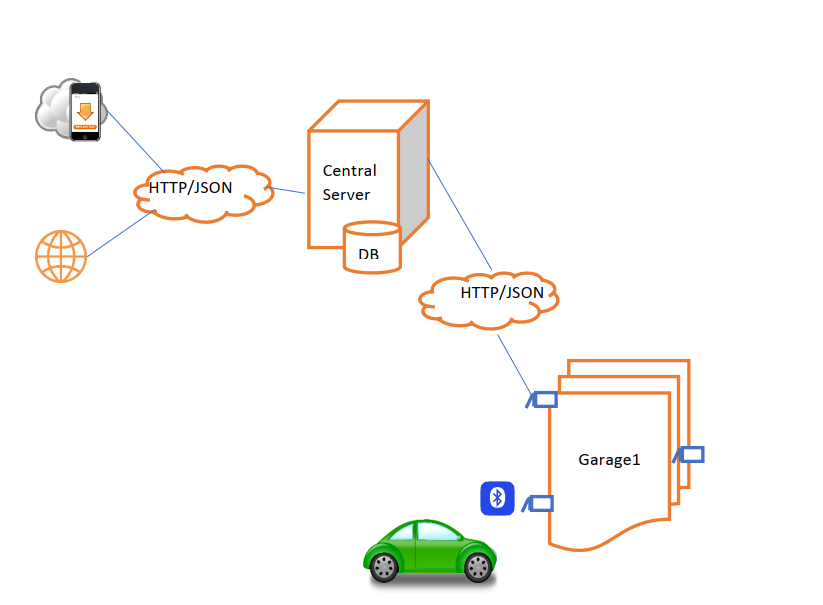 HTTP/JSON
Central
Server
DB
HTTP/JSON
Garage1